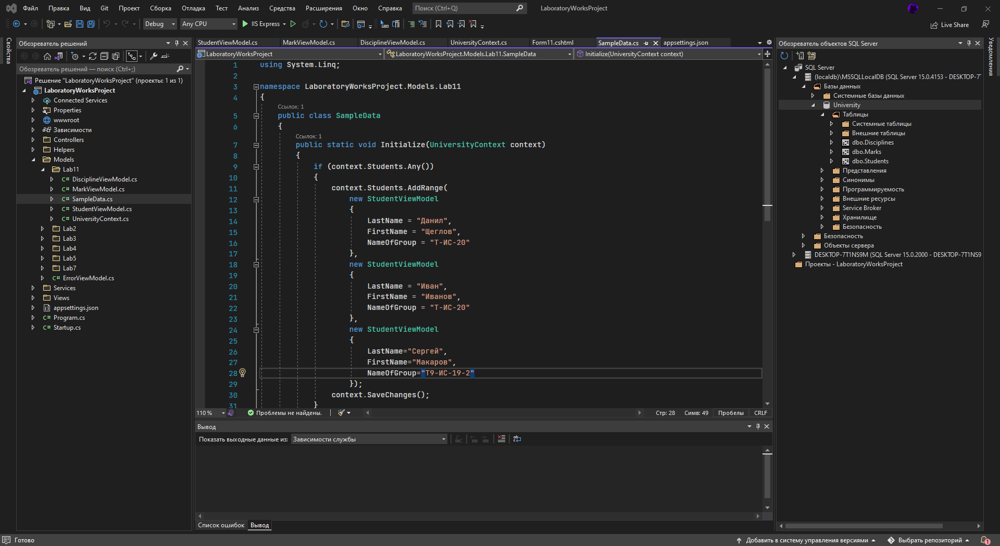 Файл Правка Вид Git Проект Сборка Отладка Тест Анализ Средства Расширения Окно Справка Поиск (Ctrl+Q) LaboratoryWorksProject
Debug Any CPU IIS Express Live Share
Свойства
Обозреватель решений
Обозреватель решений — поиск (Ctrl+;)
Решение "LaboratoryWorksProject" (проекты: 1 из 1)
LaboratoryWorksProject
Connected Services
Properties
wwwroot
Зависимости
Controllers
Helpers
Models
Lab11
C# DisciplineViewModel.cs
C# MarkViewModel.cs
C# SampleData.cs
C# StudentViewModel.cs
C# UniversityContext.cs
Lab2
Lab3
Lab4
Lab5
Lab7
C# ErrorViewModel.cs
Services
Views
appsettings.json
C# Program.cs
C# Startup.cs
StudentViewModel.cs MarkViewModel.cs DisciplineViewModel.cs UniversityContext.cs Form11.cshtml SampleData.cs appsettings.json
LaboratoryWorksProject LaboratoryWorksProject.Models.Lab11.SampleData Initialize(UniversityContext context)
1 using System.Linq;
2
3 namespace LaboratoryWorksProject.Models.Lab11
4 {
Ссылок: 1
5 public class SampleData
6 {
Ссылок: 1
7 public static void Initialize(UniversityContext context)
8 {
9 if (context.Students.Any())
10 {
11 context.Students.AddRange(
12 new StudentViewModel
13 {
14 LastName = "Данил",
15 FirstName = "Щеглов",
16 NameOfGroup = "Т-ИС-20"
17 },
18 new StudentViewModel
19 {
20 LastName = "Иван",
21 FirstName = "Иванов",
22 NameOfGroup = "Т-ИС-20"
23 },
24 new StudentViewModel
25 {
26 LastName="Сергей",
27 FirstName="Макаров",
28 NameOfGroup="Т9-ИС-19-2"
29 });
30 context.SaveChanges();
31 }
110 % Проблемы не найдены. Стр: 28 Симв: 49 Пробелы CRLF
Вывод
Показать выходные данные из: Зависимости службы
Список ошибок Вывод
Обозреватель объектов SQL Server
SQL Server
(localdb)\MSSQLLocalDB (SQL Server 15.0.4153 - DESKTOP-7
Базы данных
Системные базы данных
University
Таблицы
Системные таблицы
Внешние таблицы
dbo.Disciplines
dbo.Marks
dbo.Students
Представления
Синонимы
Программируемость
Внешние ресурсы
Service Broker
Хранилище
Безопасность
Безопасность
Объекты сервера
DESKTOP-7T1NS9M (SQL Server 15.0.2000 - DESKTOP-7T1NS9
Проекты - LaboratoryWorksProject
Уведомления
Готово Добавить в систему управления версиями Выбрать репозиторий 1